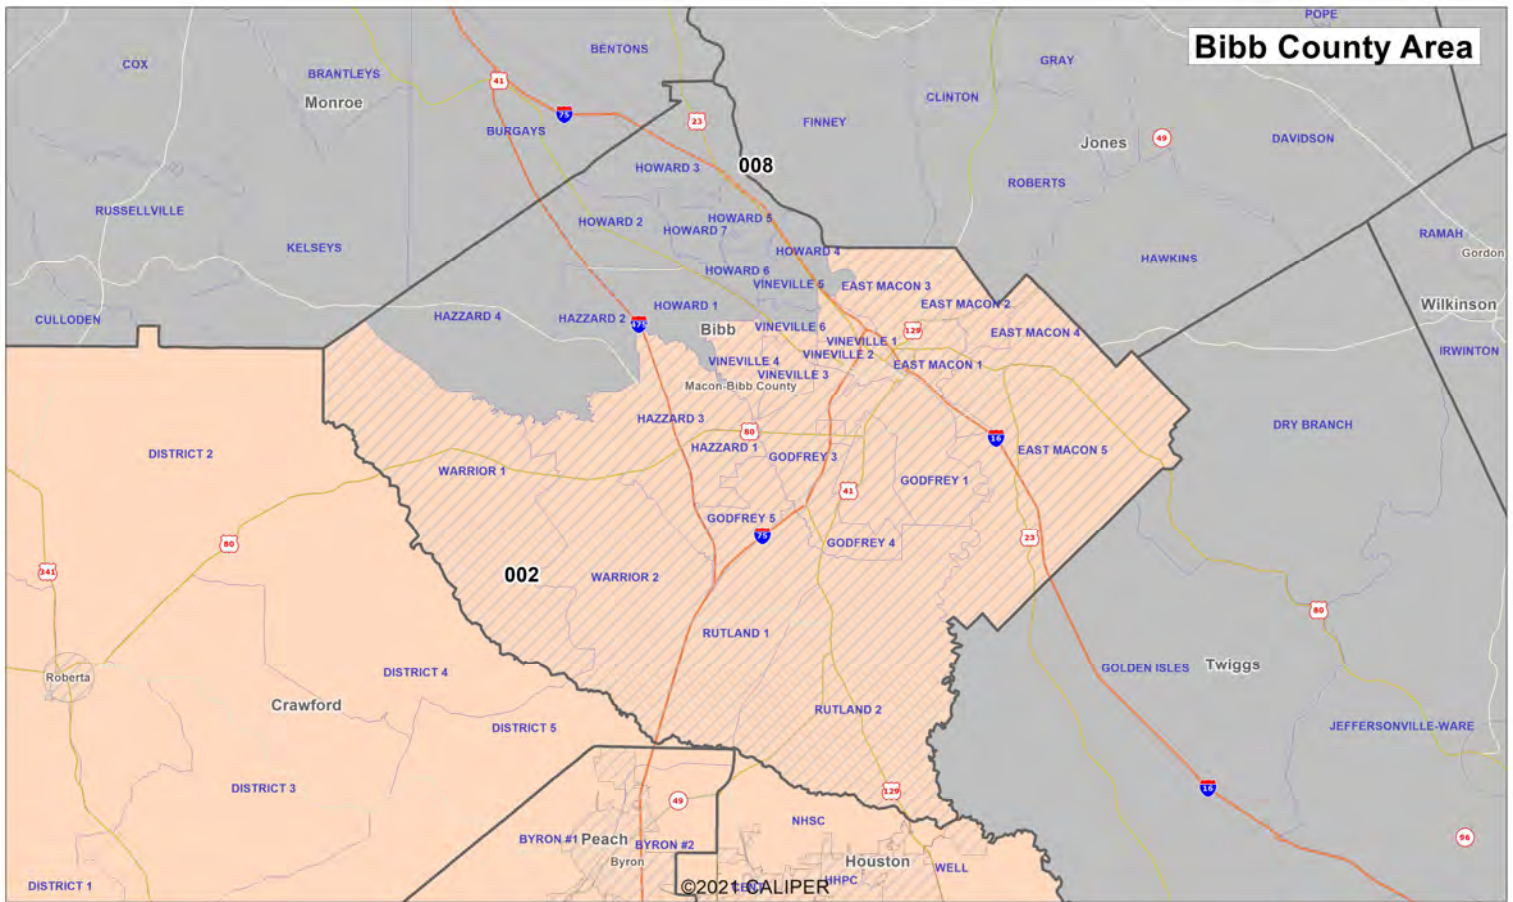 Bibb County Area
POPE
BENTONS
COX
GRAY
BRANTLEYS
41
CLINTON
Monroe
75
23
FINNEY
BURGAYS
49
DAVIDSON
Jones
008
HOWARD 3
ROBERTS
RUSSELLVILLE
HOWARD 5
HOWARD 2
HOWARD 7
RAMAH
KELSEYS
HOWARD 4
Gordon
HAWKINS
HOWARD 6
VINEVILLE 5
EAST MACON 3
HOWARD 1
EAST MACON 2
Wilkinson
HAZZARD 4
HAZZARD 2
CULLODEN
475
Bibb
VINEVILLE 6
129
EAST MACON 4
VINEVILLE 1
IRWINTON
VINEVILLE 2
VINEVILLE 4
EAST MACON 1
VINEVILLE 3
Macon-Bibb County
HAZZARD 3
DRY BRANCH
80
16
HAZZARD 1
EAST MACON 5
DISTRICT 2
GODFREY 3
WARRIOR 1
GODFREY 1
41
GODFREY 5
75
23
80
GODFREY 4
341
002
WARRIOR 2
80
RUTLAND 1
Twiggs
GOLDEN ISLES
DISTRICT 4
Roberta
Crawford
RUTLAND 2
DISTRICT 5
JEFFERSONVILLE-WARE
DISTRICT 3
16
129
49
NHSC
96
BYRON #1
Peach
BYRON #2
Byron
Houston
WELL
HHPC
DISTRICT 1
©2021 CALIPER